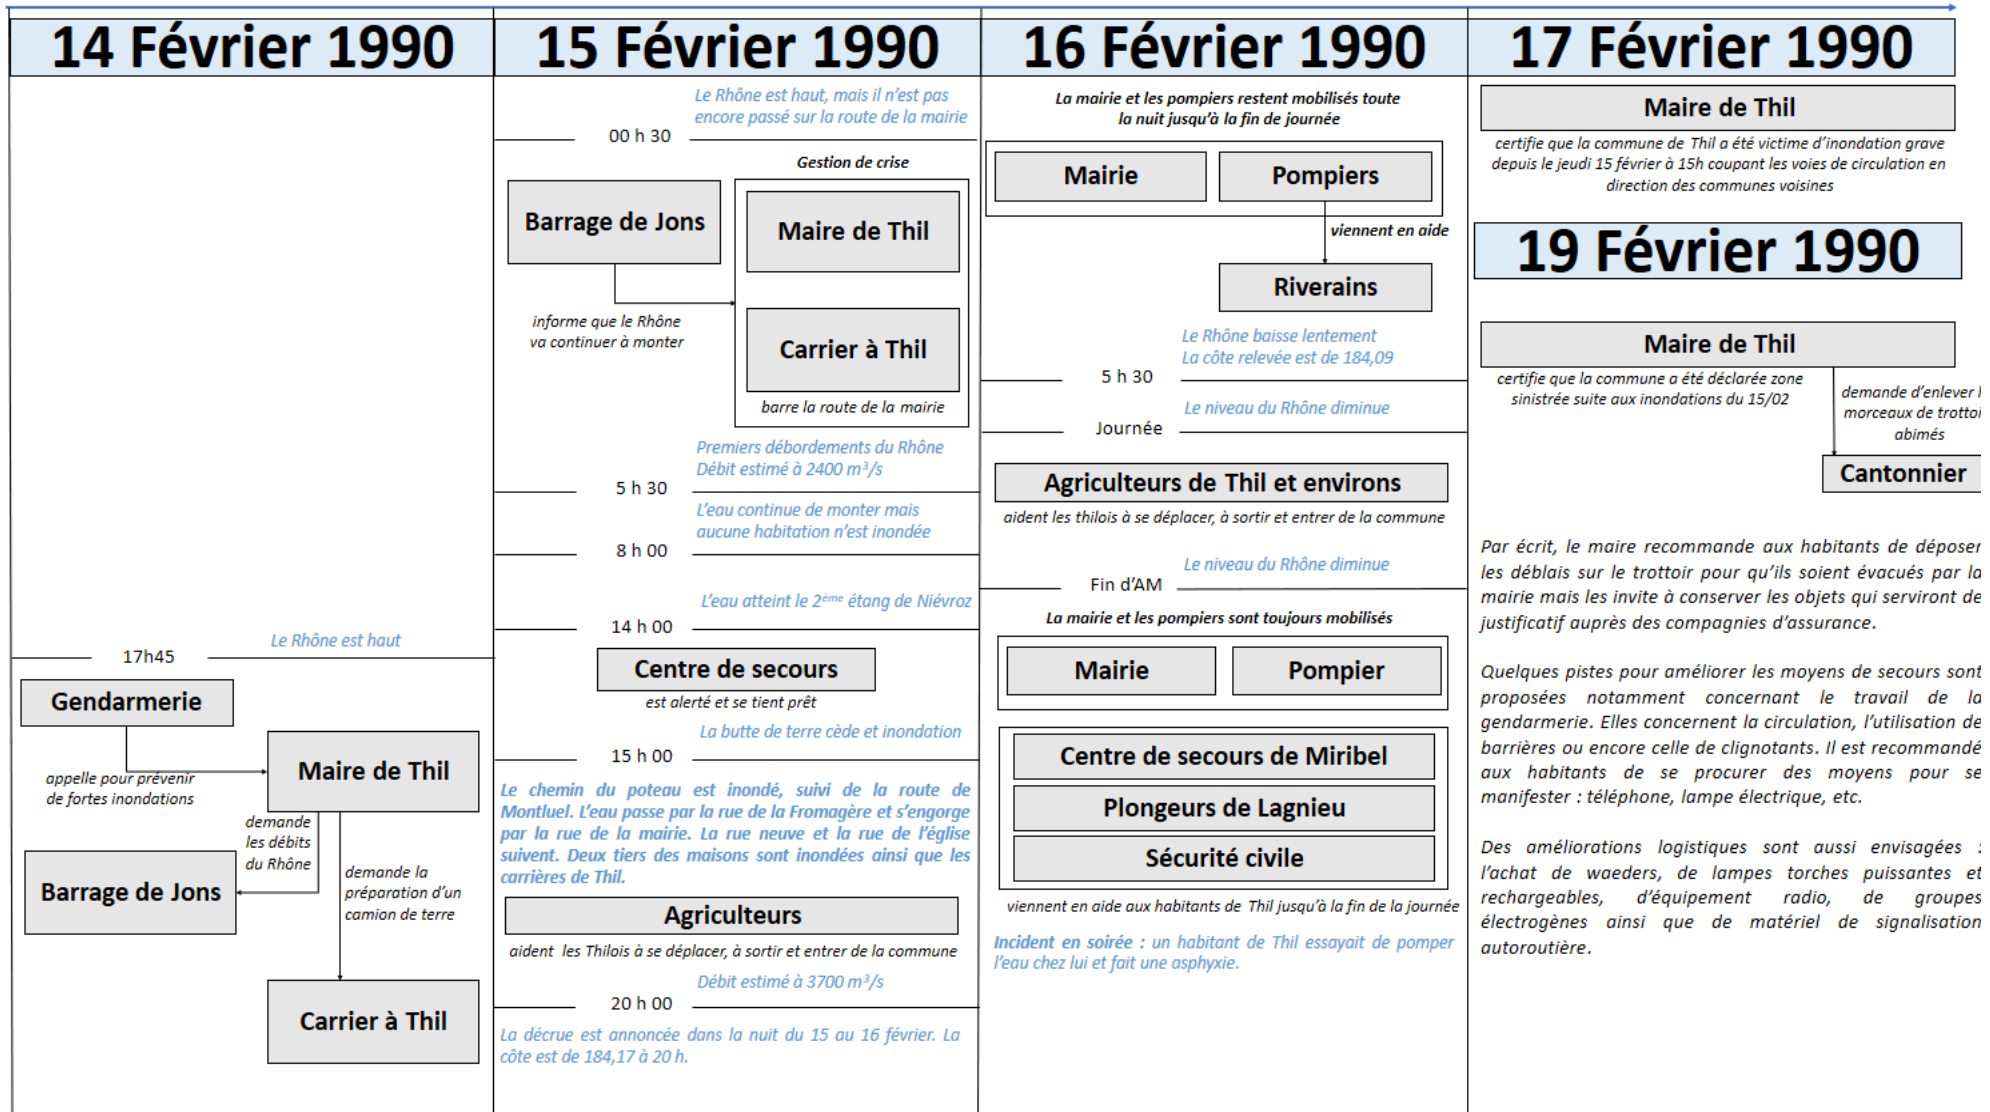 14 Février 1990
17h45
Le Rhône est haut
Gendarmerie
appelle pour prévenir
de fortes inondations
Maire de Thil
demande
les débits
du Rhône
Barrage de Jons
demande la
préparation d'un
camion de terre
Carrier à Thil
15 Février 1990
Le Rhône est haut, mais il n'est pas
encore passé sur la route de la mairie
00 h 30
Gestion de crise
Barrage de Jons
informe que le Rhône
va continuer à monter
Maire de Thil
Carrier à Thil
barre la route de la mairie
Premiers débordements du Rhône
Débit estimé à 2400 m³/s
5 h 30
L'eau continue de monter mais
aucune habitation n'est inondée
8 h 00
L'eau atteint le 2ème étang de Niévroz
14 h 00
Centre de secours
est alerté et se tient prêt
La butte de terre cède et inondation
15 h 00
Le chemin du poteau est inondé, suivi de la route de
Montluel. L'eau passe par la rue de la Fromagère et s'engorge
par la rue de la mairie. La rue neuve et la rue de l'église
suivent. Deux tiers des maisons sont inondées ainsi que les
carrières de Thil.
Agriculteurs
aident les Thilois à se déplacer, à sortir et entrer de la commune
Débit estimé à 3700 m³/s
20 h 00
La décrue est annoncée dans la nuit du 15 au 16 février. La
côte est de 184,17 à 20 h.
16 Février 1990
La mairie et les pompiers restent mobilisés toute
la nuit jusqu'à la fin de journée
Mairie
Pompiers
viennent en aide
Riverains
Le Rhône baisse lentement
La côte relevée est de 184,09
5 h 30
Le niveau du Rhône diminue
Journée
Agriculteurs de Thil et environs
aident les thilois à se déplacer, à sortir et entrer de la commune
Le niveau du Rhône diminue
Fin d'AM
La mairie et les pompiers sont toujours mobilisés
Mairie
Pompier
Centre de secours de Miribel
Plongeurs de Lagnieu
Sécurité civile
viennent en aide aux habitants de Thil jusqu'à la fin de la journée
Incident en soirée : un habitant de Thil essayait de pomper
l'eau chez lui et fait une asphyxie.
17 Février 1990
Maire de Thil
certifie que la commune de Thil a été victime d'inondation grave
depuis le jeudi 15 février à 15h coupant les voies de circulation en
direction des communes voisines
19 Février 1990
Maire de Thil
certifie que la commune a été déclarée zone
sinistrée suite aux inondations du 15/02
demande d'enlever
morceaux de trottoi
abimés
Cantonnier
Par écrit, le maire recommande aux habitants de déposer
les déblais sur le trottoir pour qu'ils soient évacués par la
mairie mais les invite à conserver les objets qui serviront de
justificatif auprès des compagnies d'assurance.
Quelques pistes pour améliorer les moyens de secours sont
proposées notamment concernant le travail de la
gendarmerie. Elles concernent la circulation, l'utilisation de
barrières ou encore celle de clignotants. Il est recommandé
aux habitants de se procurer des moyens pour se
manifester : téléphone, lampe électrique, etc.
Des améliorations logistiques sont aussi envisagées :
l'achat de waeders, de lampes torches puissantes et
rechargeables, d'équipement radio, de groupes
électrogènes ainsi que de matériel de signalisation
autoroutière.